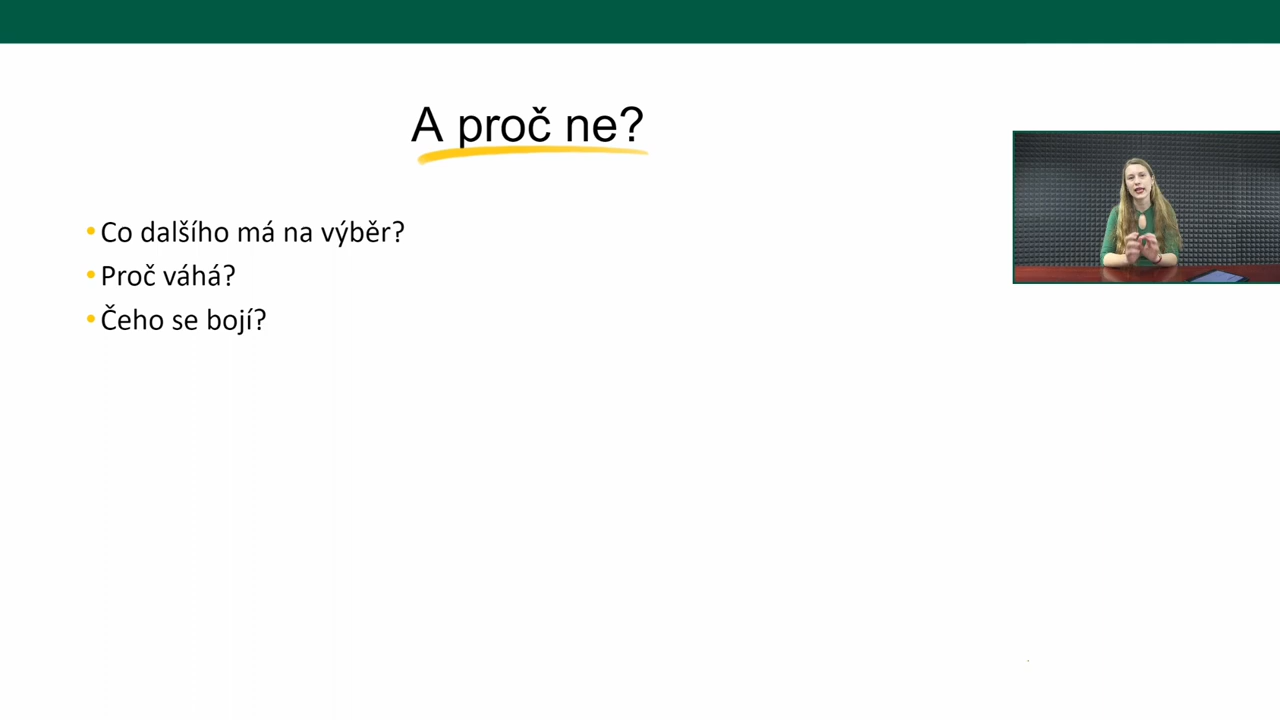 A proč ne?
•Co dalšího má na výběr?
•Proč váhá?
•Čeho se bojí?